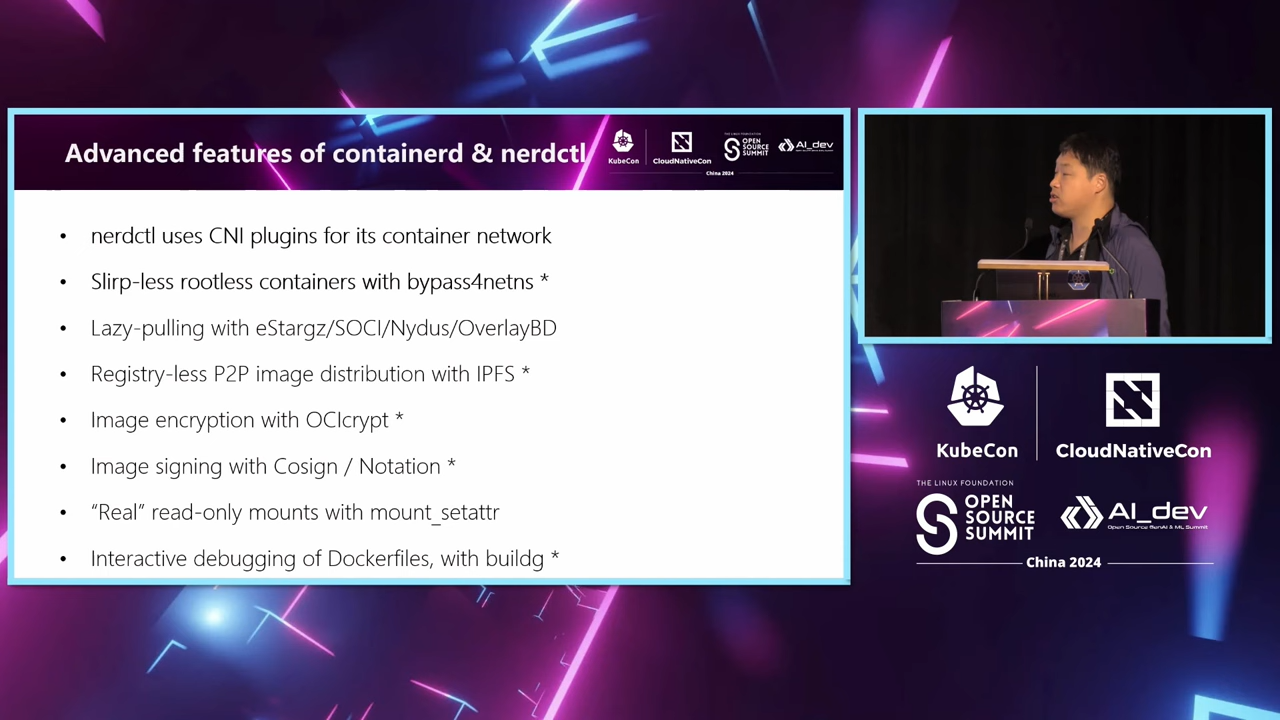 Advanced features of containerd & nerdctl
KubeCon
CloudNativeCon
THE LINUX FOUNDATION
OPEN
SOURCE
SUMMIT
AI_dev
China 2024
• nerdctl uses CNI plugins for its container network
• Slirp-less rootless containers with bypass4netns *
• Lazy-pulling with eStargz/SOCI/Nydus/OverlayBD
• Registry-less P2P image distribution with IPFS *
• Image encryption with OCIcrypt *
• Image signing with Cosign / Notation *
• “Real” read-only mounts with mount_setattr
• Interactive debugging of Dockerfiles, with buildg *
KubeCon
CloudNativeCon
THE LINUX FOUNDATION
OPEN
SOURCE
SUMMIT
AI_dev
Open Source GenAI & ML Summit
China 2024